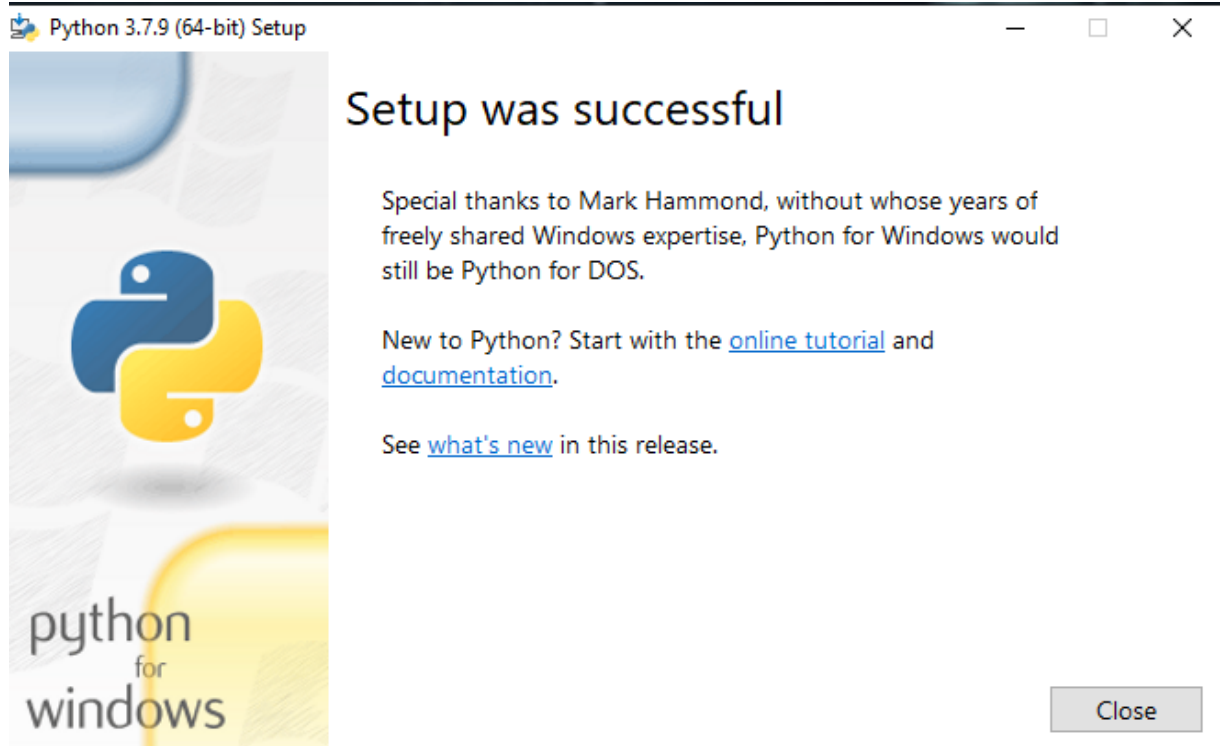 Python 3.7.9 (64-bit) Setup
Setup was successful
Special thanks to Mark Hammond, without whose years of
freely shared Windows expertise, Python for Windows would
still be Python for DOS.
New to Python? Start with the online tutorial and
documentation.
See what's new in this release.
python
for
windows
Close